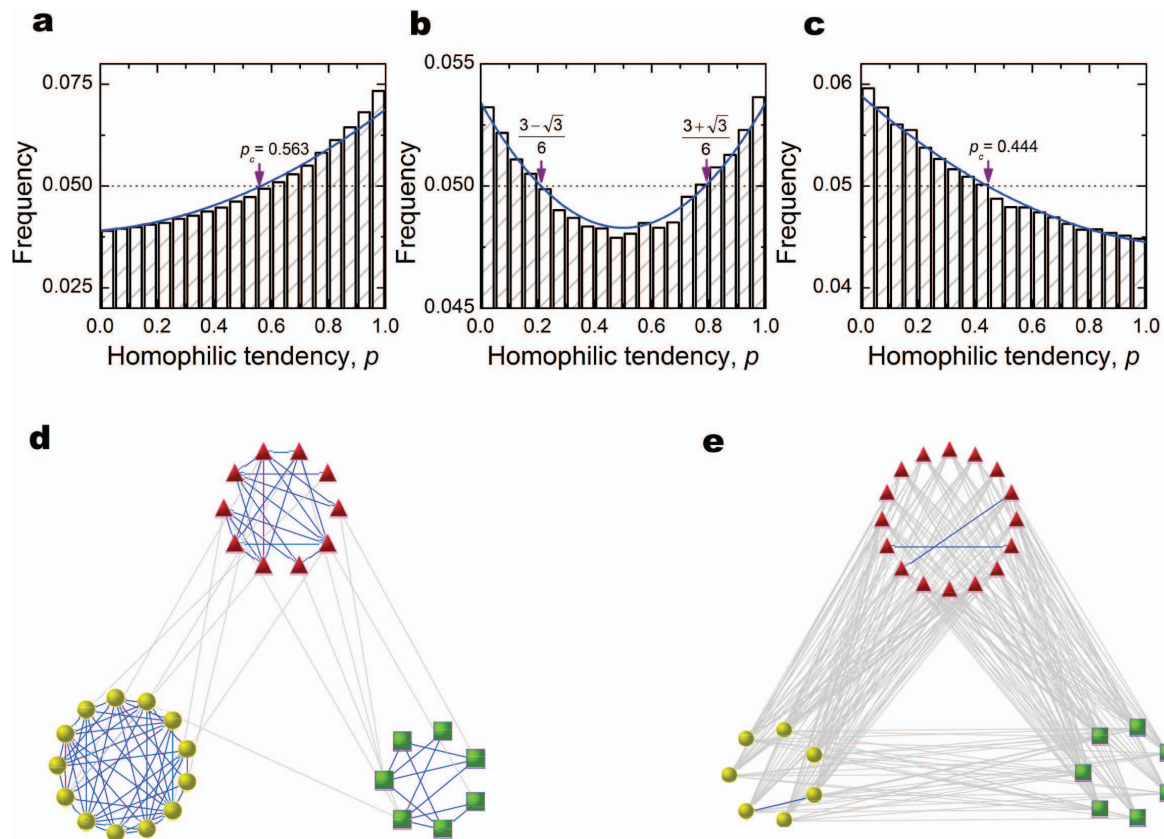 a
0.075
0.050
0.025
Frequency
p_c = 0.563
0.0 0.2 0.4 0.6 0.8 1.0
Homophilic tendency, p
b
0.055
0.050
0.045
Frequency
3−√3
6
3+√3
6
0.0 0.2 0.4 0.6 0.8 1.0
Homophilic tendency, p
c
0.06
0.05
0.04
Frequency
p_c = 0.444
0.0 0.2 0.4 0.6 0.8 1.0
Homophilic tendency, p
d
e